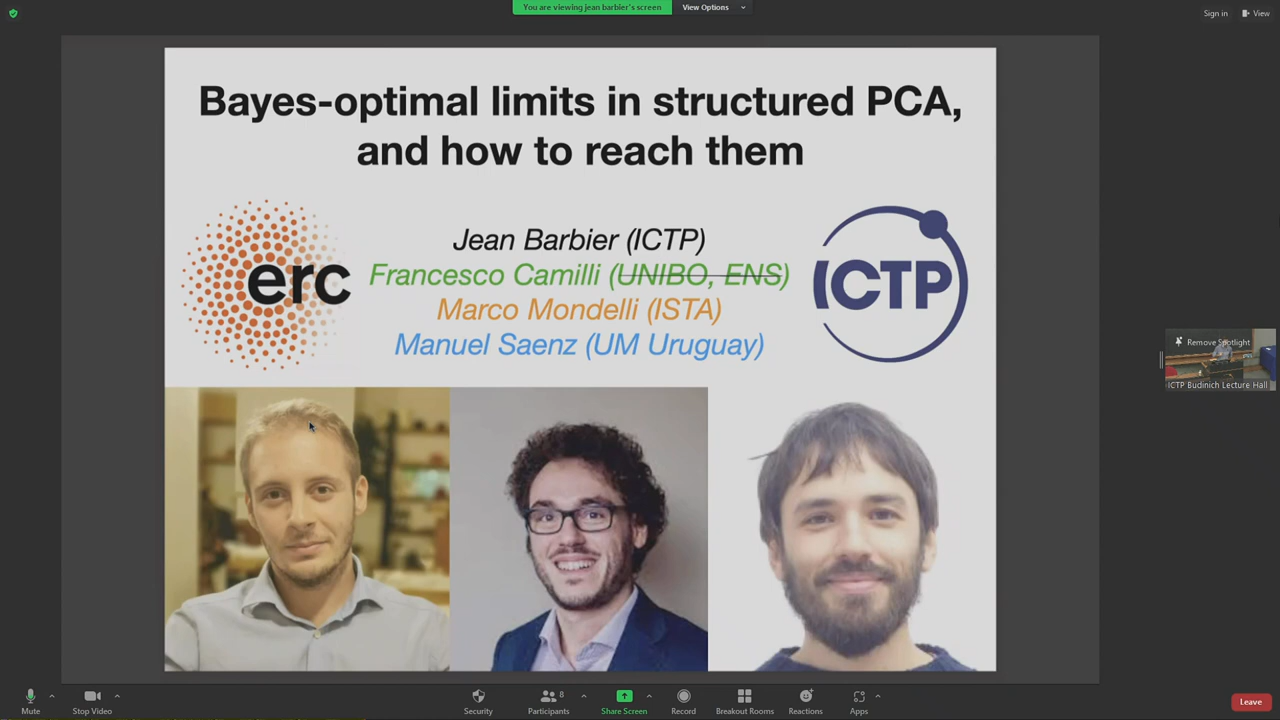 You are viewing jean barbier's screen
View Options
Sign in
View
Bayes-optimal limits in structured PCA,
and how to reach them
erc
Jean Barbier (ICTP)
Francesco Camilli (UNIBO, ENS)
Marco Mondelli (ISTA)
Manuel Saenz (UM Uruguay)
ICTP
Remove Spotlight
ICTP Budinich Lecture Hall
Mute
Stop Video
Security
Participants
8
Share Screen
Record
Breakout Rooms
Reactions
Apps
Leave